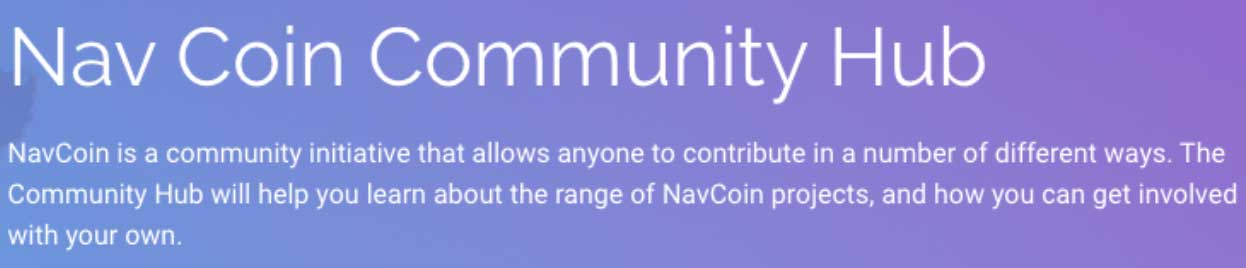 Nav Coin Community Hub
NavCoin is a community initiative that allows anyone to contribute in a number of different ways. The
Community Hub will help you learn about the range of NavCoin projects, and how you can get involved
with your own.